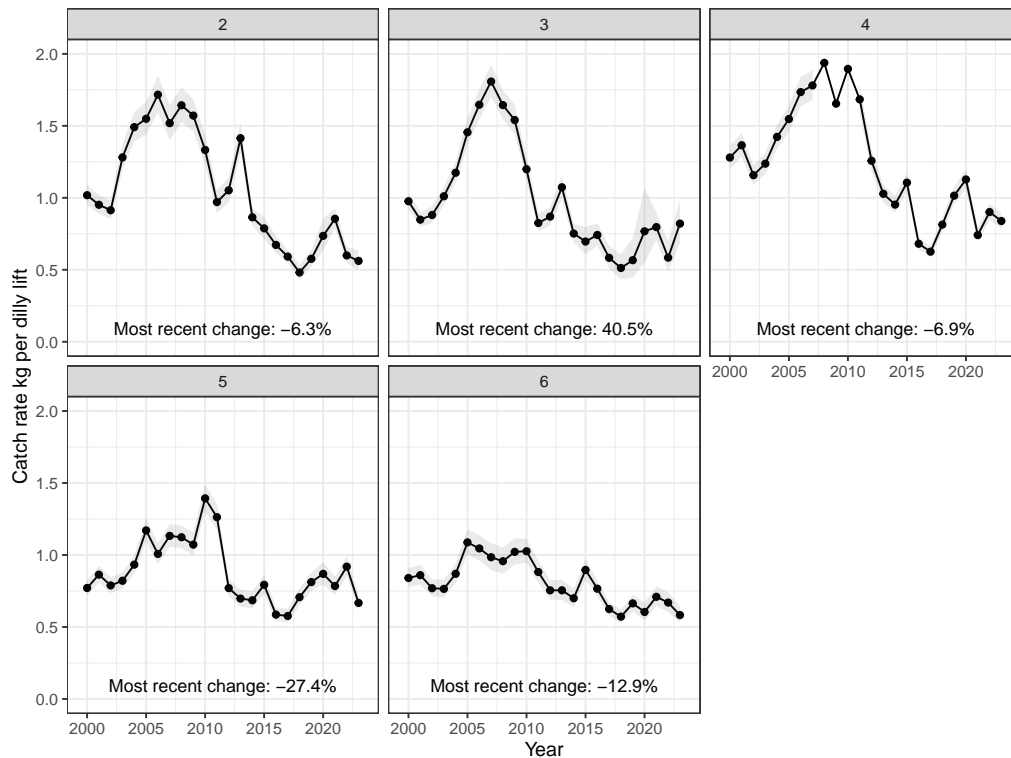 2
3
4
2.0
1.5
1.0
0.5
0.0
Most recent change: −6.3%
Most recent change: 40.5%
Most recent change: −6.9%
2000 2005 2010 2015 2020
5
6
2.0
1.5
1.0
0.5
0.0
Most recent change: −27.4%
Most recent change: −12.9%
2000 2005 2010 2015 2020
2000 2005 2010 2015 2020
Year
Catch rate kg per dilly lift